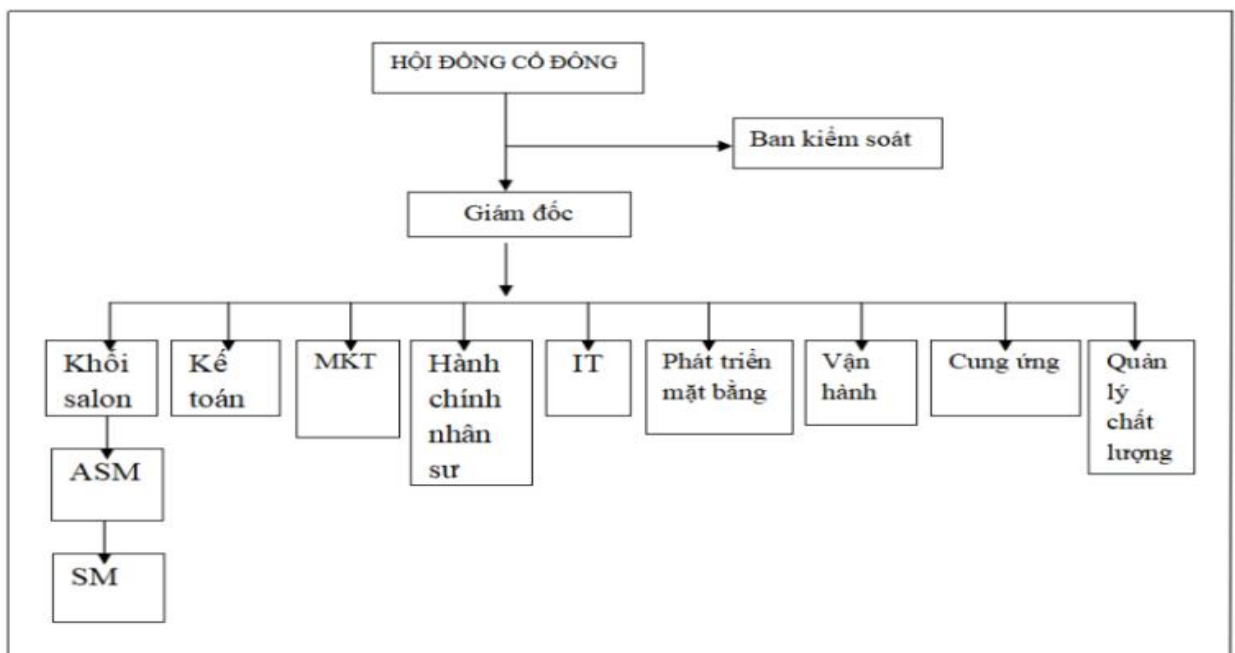 HỘI ĐỒNG CỔ ĐÔNG
Ban kiểm soát
Giám đốc
Khối
salon
Kế
toán
MKT
Hành
chính
nhân
sư
IT
Phát triển
mặt bằng
Vận
hành
Cung ứng
Quản
lý
chất
lượng
ASM
SM